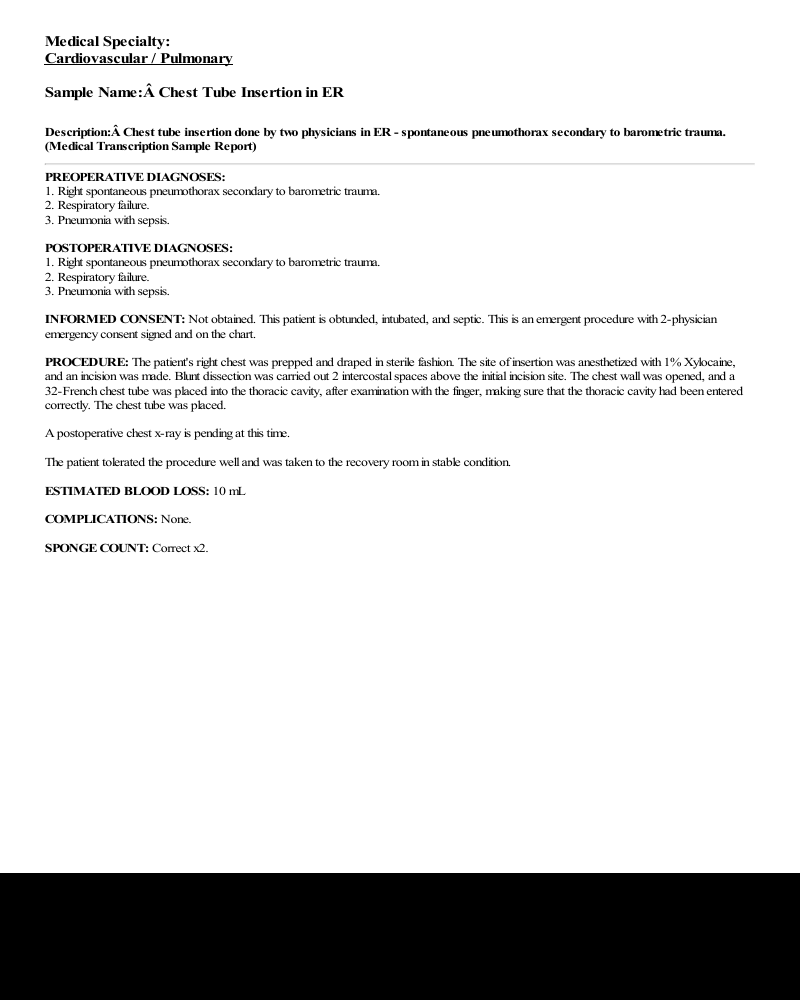 Medical Specialty:
Cardiovascular / Pulmonary
Sample Name:Â Chest Tube Insertion in ER
Description:Â Chest tube insertion done by two physicians in ER - spontaneous pneumothorax secondary to barometric trauma.
(Medical Transcription Sample Report)
PREOPERATIVE DIAGNOSES:
1. Right spontaneous pneumothorax secondary to barometric trauma.
2. Respiratory failure.
3. Pneumonia with sepsis.
POSTOPERATIVE DIAGNOSES:
1. Right spontaneous pneumothorax secondary to barometric trauma.
2. Respiratory failure.
3. Pneumonia with sepsis.
INFORMED CONSENT: Not obtained. This patient is obtunded, intubated, and septic. This is an emergent procedure with 2-physician
emergency consent signed and on the chart.
PROCEDURE: The patient's right chest was prepped and draped in sterile fashion. The site of insertion was anesthetized with 1% Xylocaine,
and an incision was made. Blunt dissection was carried out 2 intercostal spaces above the initial incision site. The chest wall was opened, and a
32-French chest tube was placed into the thoracic cavity, after examination with the finger, making sure that the thoracic cavity had been entered
correctly. The chest tube was placed.
A postoperative chest x-ray is pending at this time.
The patient tolerated the procedure well and was taken to the recovery room in stable condition.
ESTIMATED BLOOD LOSS: 10 mL
COMPLICATIONS: None.
SPONGE COUNT: Correct x2.